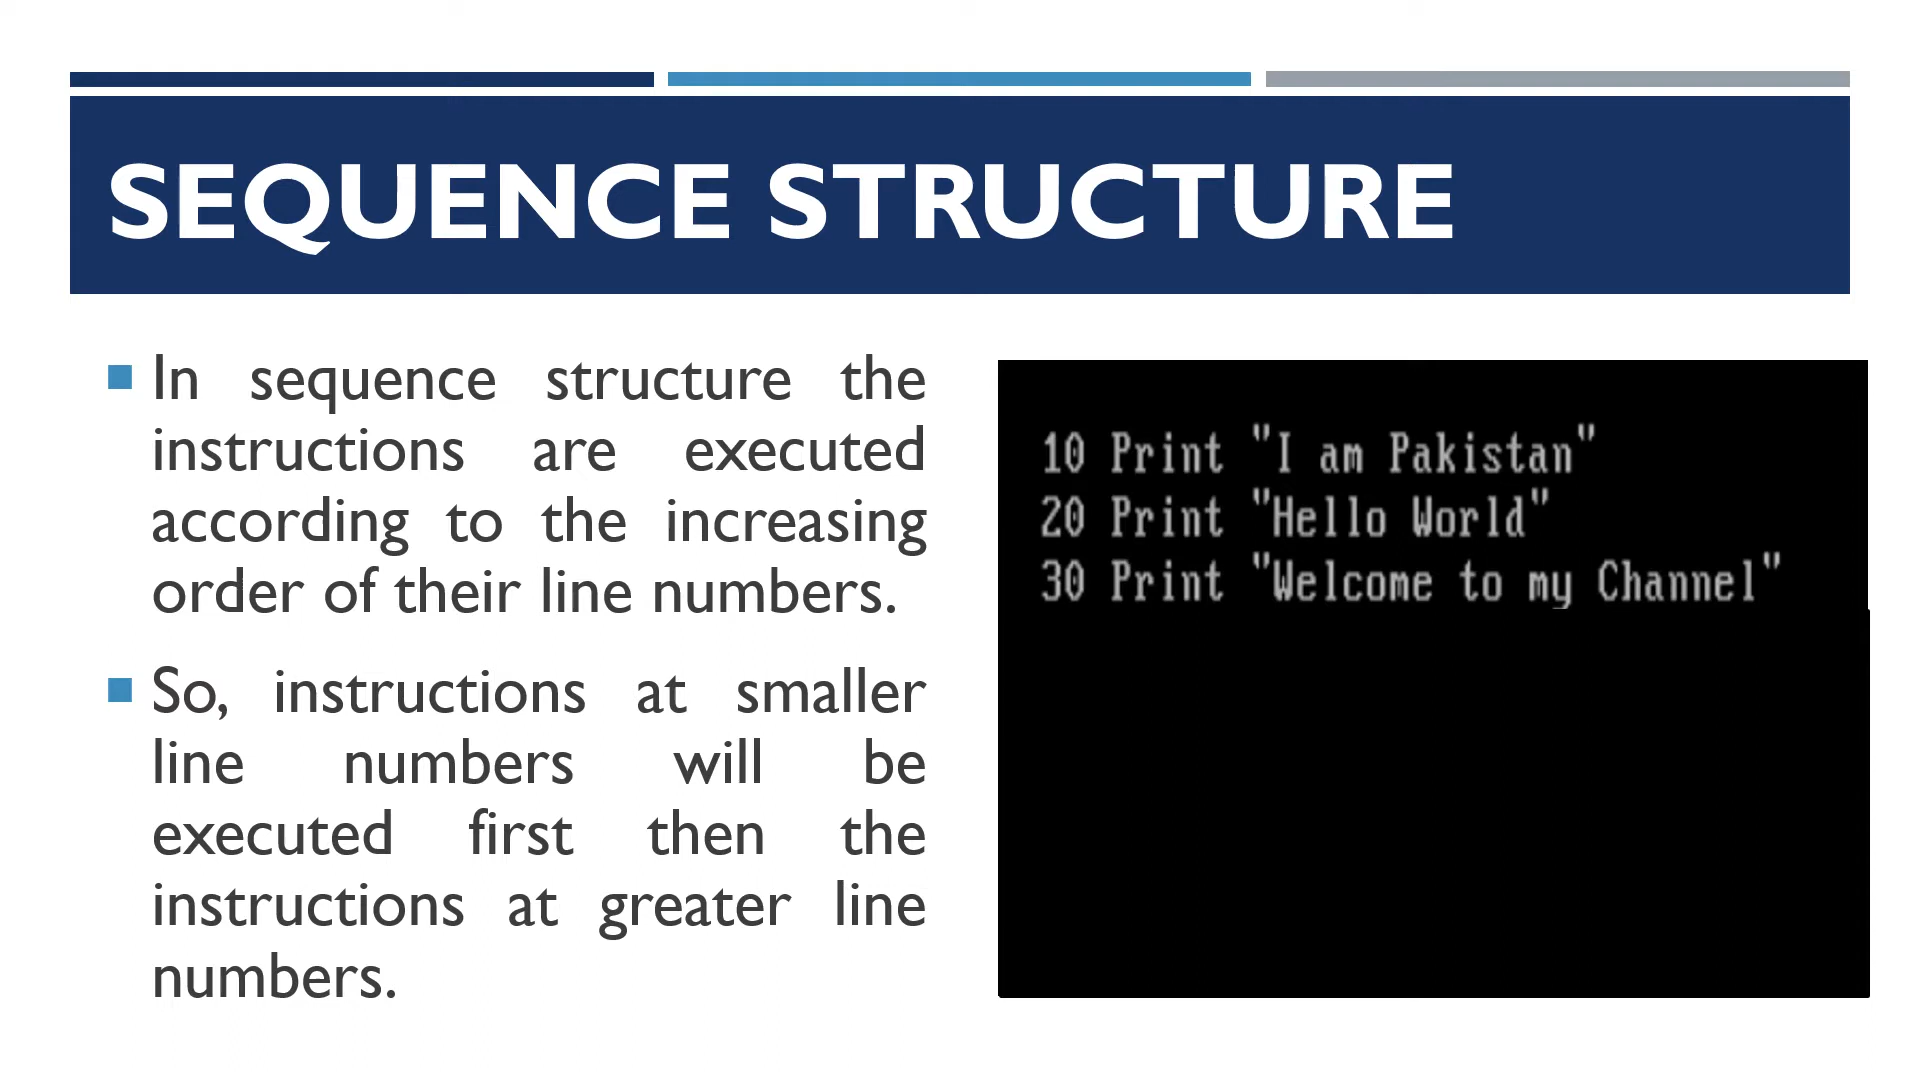 SEQUENCE STRUCTURE
In sequence structure the
instructions are executed
according to the increasing
order of their line numbers.
So, instructions at smaller
line numbers will be
executed first then the
instructions at greater line
numbers.
10 Print "I am Pakistan"
20 Print "Hello World"
30 Print "Welcome to my Channel"